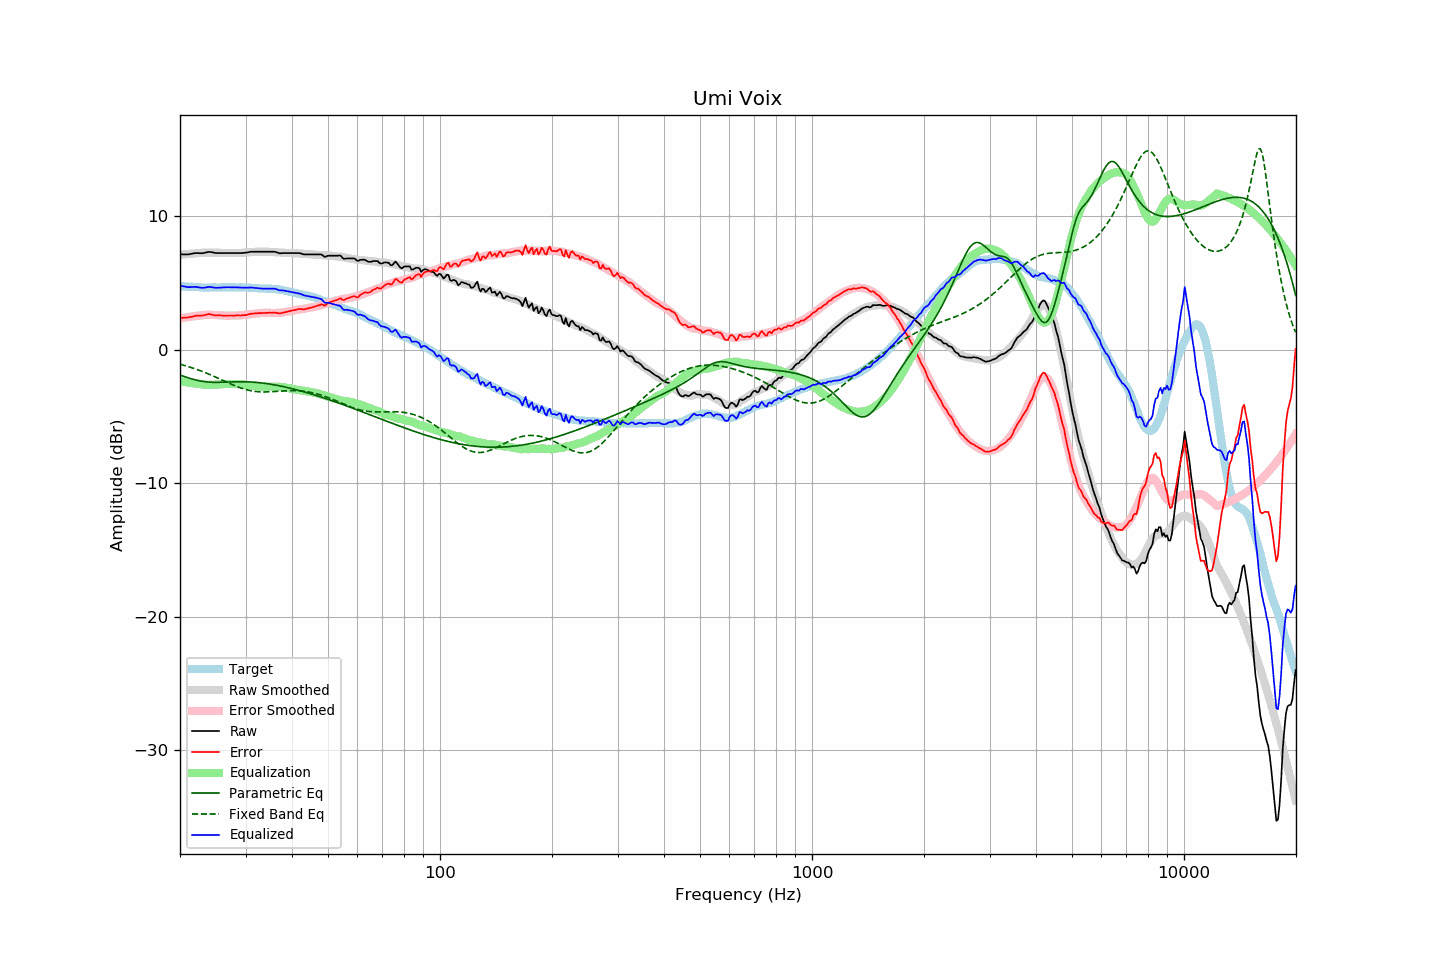 Umi Voix
10
0
−10
−20
−30
Amplitude (dBr)
Target
Raw Smoothed
Error Smoothed
Raw
Error
Equalization
Parametric Eq
Fixed Band Eq
Equalized
100
1000
10000
Frequency (Hz)